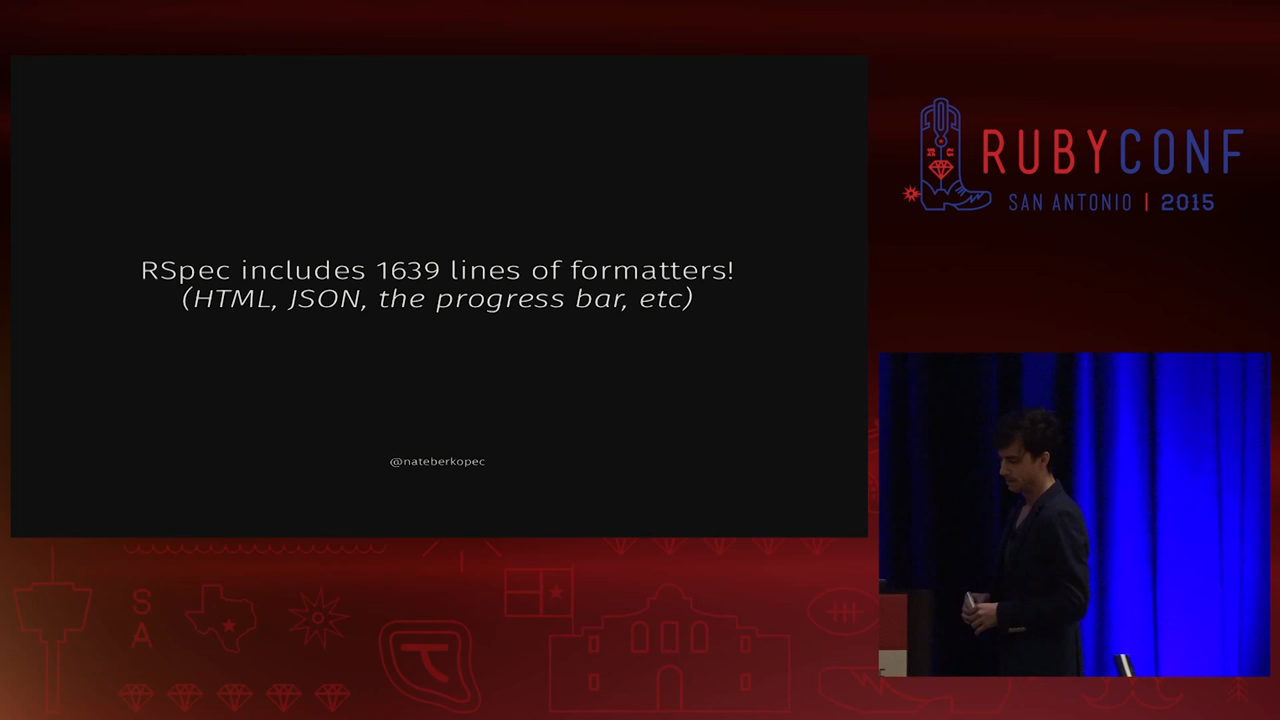 RSpec includes 1639 lines of formatters!
(HTML, JSON, the progress bar, etc)
@nateberkopec
RUBYCONF
SAN ANTONIO | 2015
S
A